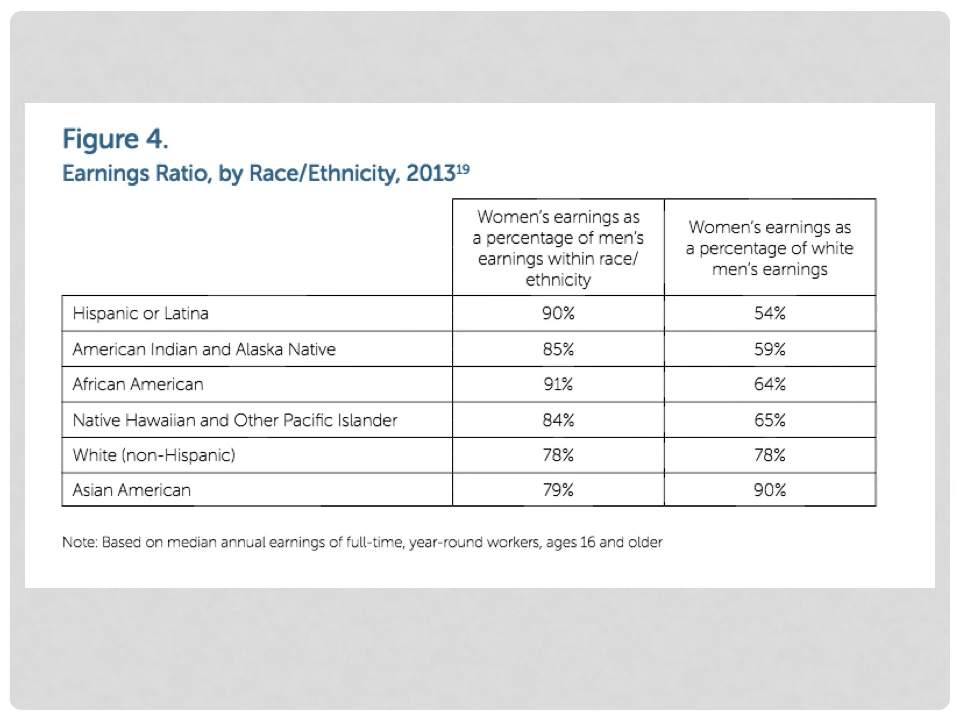 Figure 4.
Earnings Ratio, by Race/Ethnicity, 2013¹⁹
Women's earnings as
a percentage of men's
earnings within race/
ethnicity
Women's earnings as
a percentage of white
men's earnings
Hispanic or Latina 90% 54%
American Indian and Alaska Native 85% 59%
African American 91% 64%
Native Hawaiian and Other Pacific Islander 84% 65%
White (non-Hispanic) 78% 78%
Asian American 79% 90%
Note: Based on median annual earnings of full-time, year-round workers, ages 16 and older